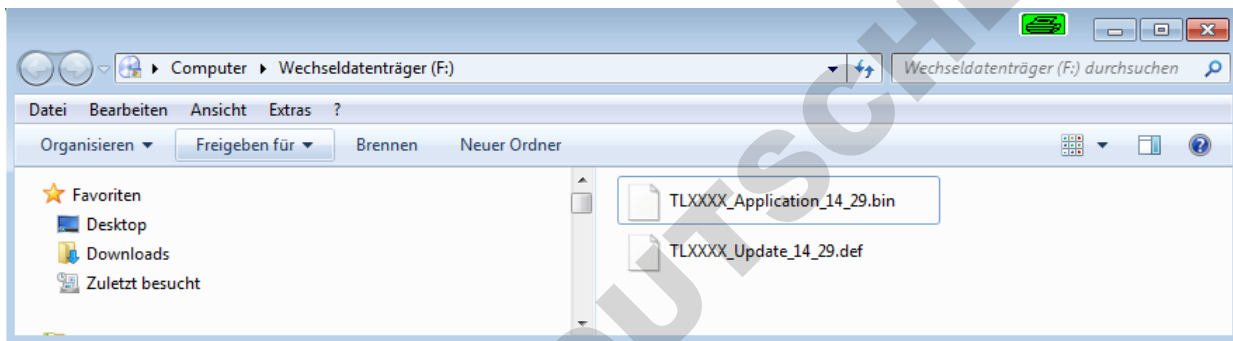 Computer ▸ Wechseldatenträger (F:)
Wechseldatenträger (F:) durchsuchen
Datei Bearbeiten Ansicht Extras ?
Organisieren Freigeben für Brennen Neuer Ordner
Favoriten
Desktop
Downloads
Zuletzt besucht
TLXXXX_Application_14_29.bin
TLXXXX_Update_14_29.def